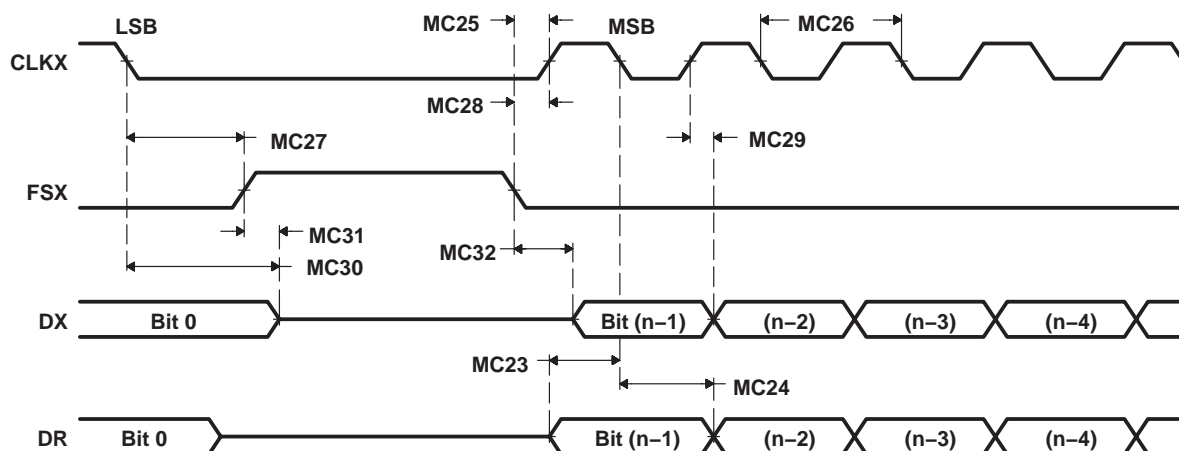 LSB
MC25
MSB
MC26
CLKX
MC28
MC27
MC29
FSX
MC31
MC32
MC30
DX
Bit 0
Bit (n−1)
(n−2)
(n−3)
(n−4)
MC23
MC24
DR
Bit 0
Bit (n−1)
(n−2)
(n−3)
(n−4)